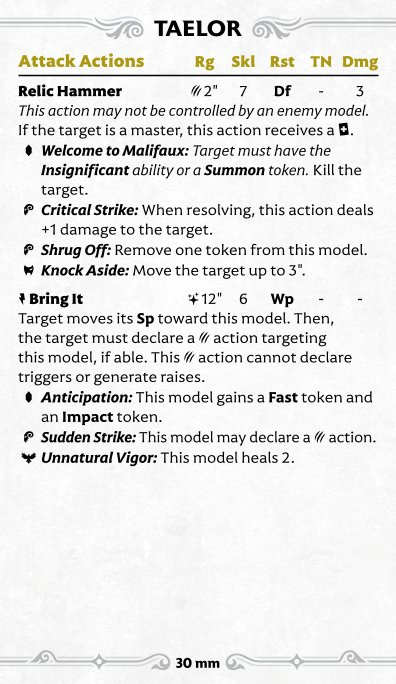 TAELOR
Attack Actions Rg Skl Rst TN Dmg
Relic Hammer 2" 7 Df - 3
This action may not be controlled by an enemy model.
If the target is a master, this action receives a .
Welcome to Malifaux: Target must have the
Insignificant ability or a Summon token. Kill the
target.
Critical Strike: When resolving, this action deals
+1 damage to the target.
Shrug Off: Remove one token from this model.
Knock Aside: Move the target up to 3".
Bring It 12" 6 Wp - -
Target moves its Sp toward this model. Then,
the target must declare a action targeting
this model, if able. This action cannot declare
triggers or generate raises.
Anticipation: This model gains a Fast token and
an Impact token.
Sudden Strike: This model may declare a action.
Unnatural Vigor: This model heals 2.
30 mm